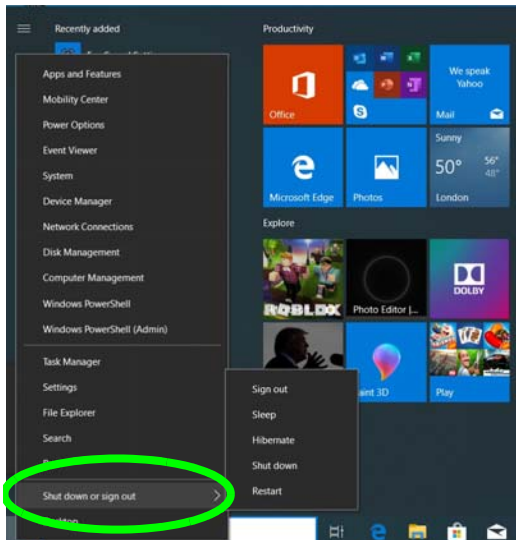 Recently added
Productivity
Apps and Features
Mobility Center
Power Options
Event Viewer
System
Device Manager
Network Connections
Disk Management
Computer Management
Windows PowerShell
Windows PowerShell (Admin)
Task Manager
Settings
File Explorer
Search
Shut down or sign out
Sign out
Sleep
Hibernate
Shut down
Restart
Office
We speak
Yahoo
Mail
Microsoft Edge
Photos
Sunny
50°
56°
48°
London
Explore
ROBLOX
Photo Editor |...
DOLBY
aint 3D
Play